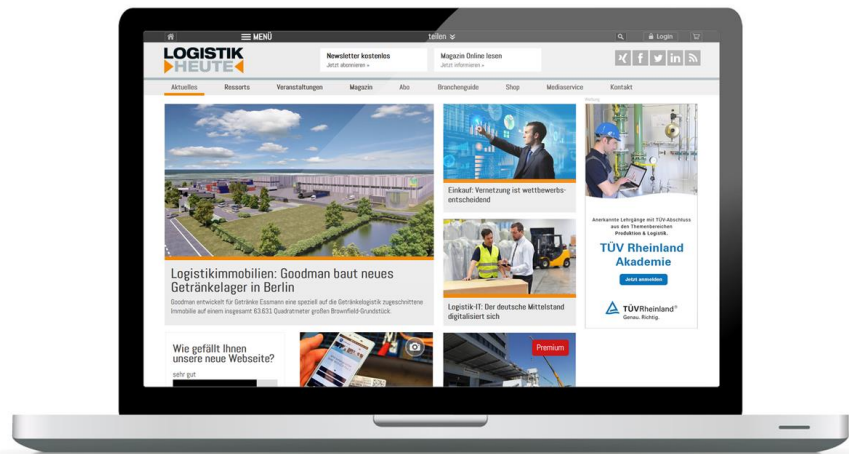 MENÜ
teilen
Login
LOGISTIK
HEUTE
Newsletter kostenlos
Jetzt abonnieren »
Magazin Online lesen
Jetzt informieren »
Aktuelles Ressorts Veranstaltungen Magazin Abo Branchenguide Shop Mediaservice Kontakt
Werbung
Logistikimmobilien: Goodman baut neues
Getränkelager in Berlin
Goodman entwickelt für Getränke Essmann eine speziell auf die Getränkelogistik zugeschnittene
Immobilie auf einem insgesamt 63.631 Quadratmeter großen Brownfield-Grundstück.
Einkauf: Vernetzung ist wettbewerbs-
entscheidend
Logistik-IT: Der deutsche Mittelstand
digitalisiert sich
Anerkannte Lehrgänge mit TÜV-Abschluss
aus den Themenbereichen
Produktion & Logistik.
TÜV Rheinland
Akademie
Jetzt anmelden
TÜVRheinland®
Genau. Richtig.
Wie gefällt Ihnen
unsere neue Webseite?
sehr gut
Premium